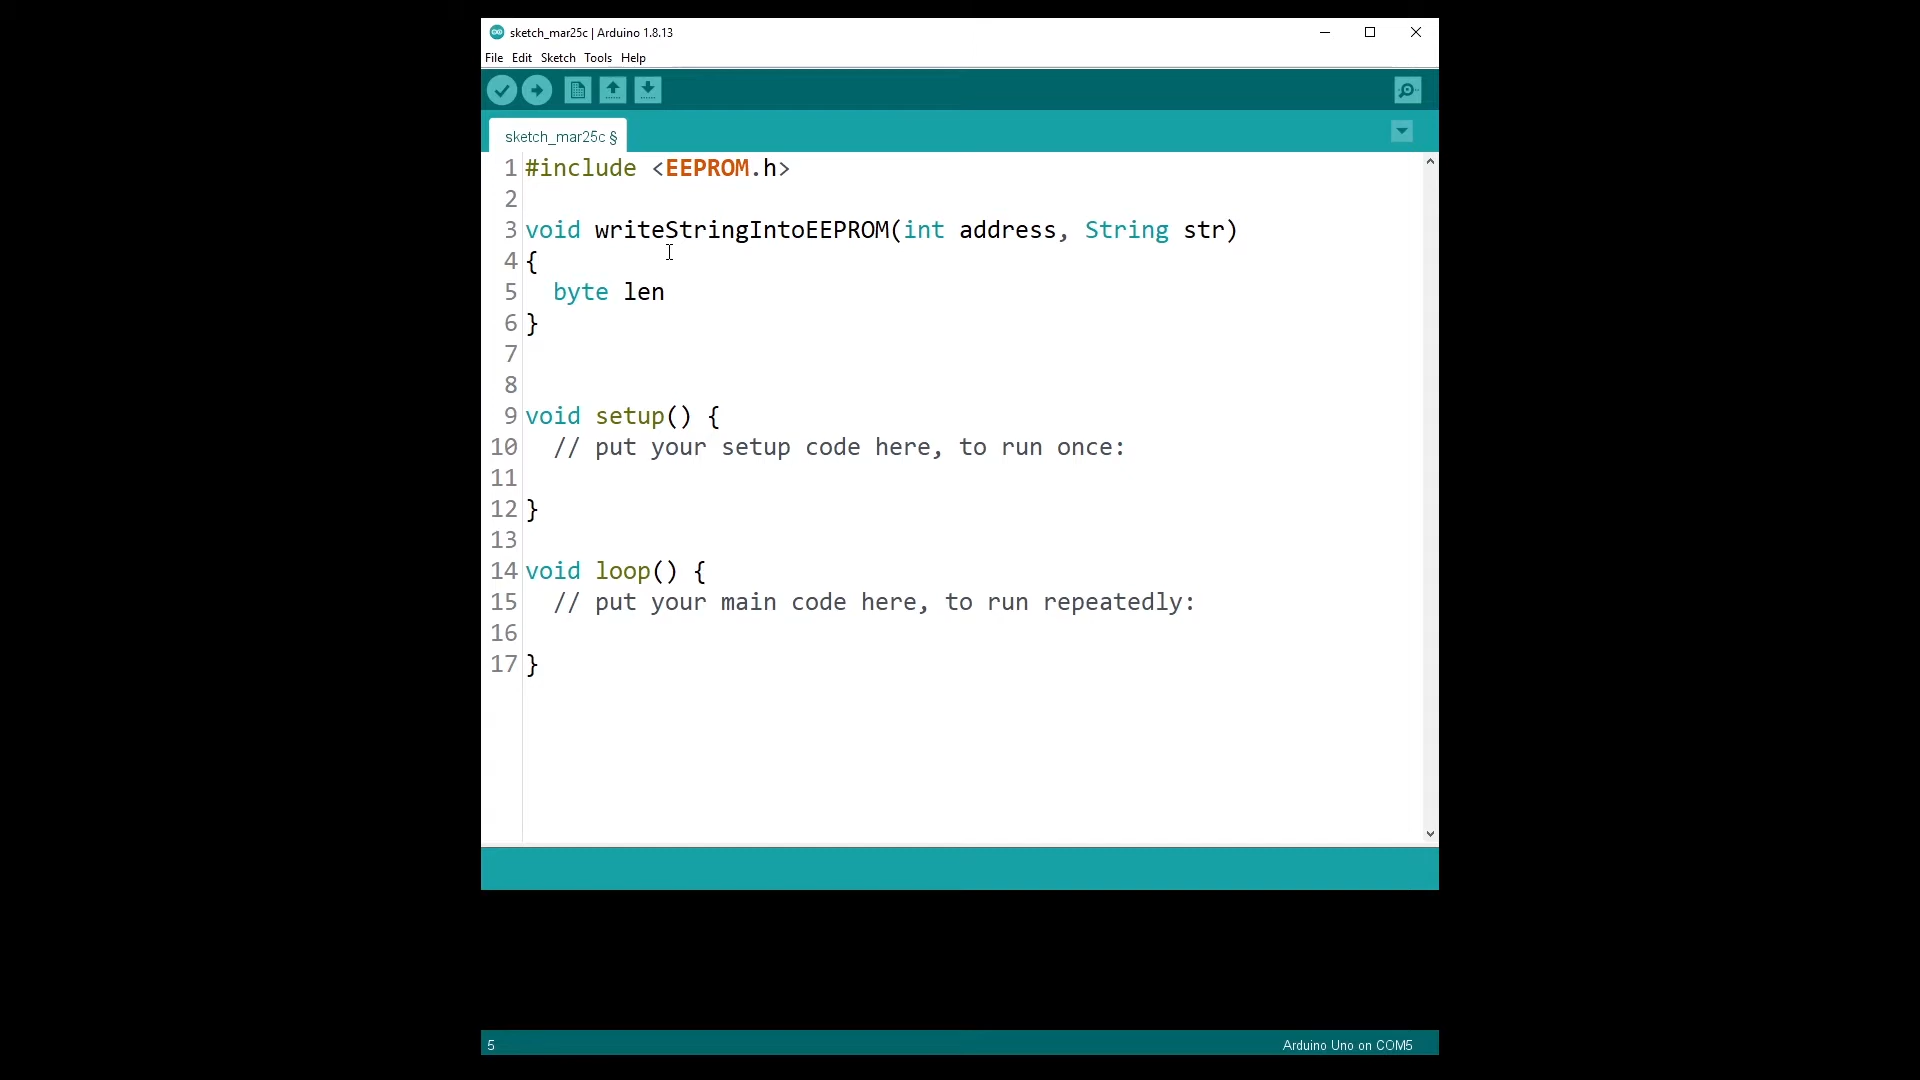 sketch_mar25c | Arduino 1.8.13
File Edit Sketch Tools Help
sketch_mar25c §
1 #include <EEPROM.h>
2
3 void writeStringIntoEEPROM(int address, String str)
4 {
5   byte len
6 }
7
8
9 void setup() {
10   // put your setup code here, to run once:
11
12 }
13
14 void loop() {
15   // put your main code here, to run repeatedly:
16
17 }
5 Arduino Uno on COM5